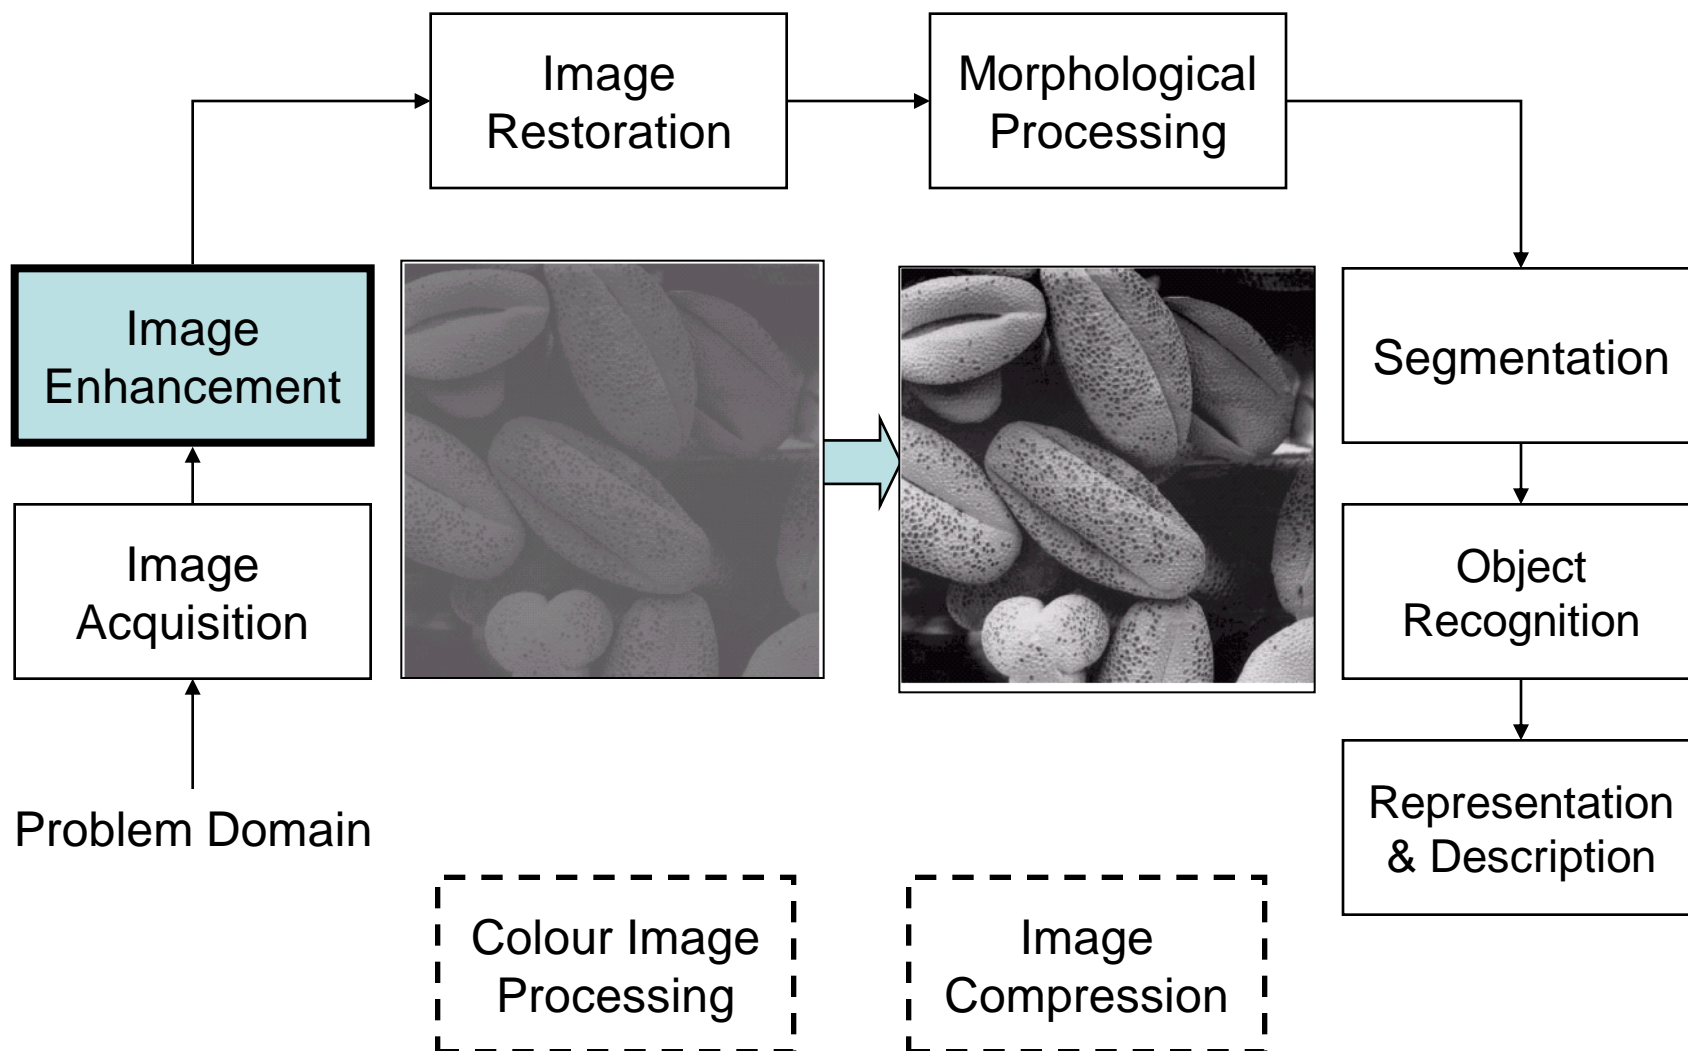 Image
Restoration
Morphological
Processing
Image
Enhancement
Segmentation
Image
Acquisition
Object
Recognition
Problem Domain
Representation
& Description
Colour Image
Processing
Image
Compression